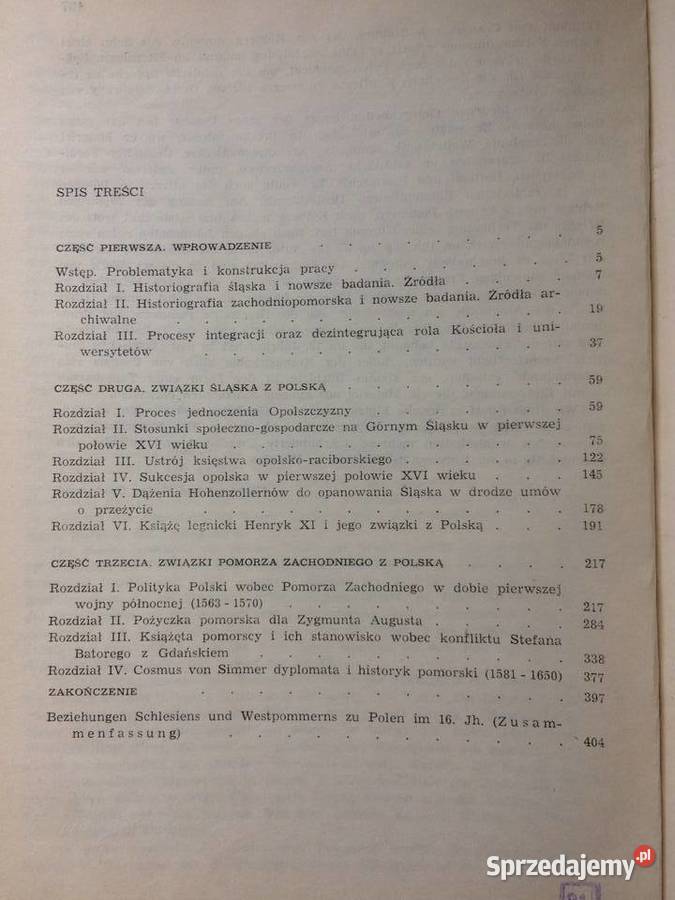 SPIS TREŚCI
CZĘŚĆ PIERWSZA. WPROWADZENIE . . . . . . . . 5
Wstęp. Problematyka i konstrukcja pracy . . . . . . . 5
Rozdział I. Historiografia śląska i nowsze badania. Źródła . . . . 7
Rozdział II. Historiografia zachodniopomorska i nowsze badania. Źródła ar-
chiwalne . . . . . . . . . . . . . 19
Rozdział III. Procesy integracji oraz dezintegrująca rola Kościoła i uni-
wersytetów . . . . . . . . . . . . 37
CZĘŚĆ DRUGA. ZWIĄZKI ŚLĄSKA Z POLSKĄ . . . . . . . 59
Rozdział I. Proces jednoczenia Opolszczyzny . . . . . . 59
Rozdział II. Stosunki społeczno-gospodarcze na Górnym Śląsku w pierwszej
połowie XVI wieku . . . . . . . . . . . 75
Rozdział III. Ustrój księstwa opolsko-raciborskiego . . . . . 122
Rozdział IV. Sukcesja opolska w pierwszej połowie XVI wieku . . . 145
Rozdział V. Dążenia Hohenzollernów do opanowania Śląska w drodze umów
o przeżycie . . . . . . . . . . . . 178
Rozdział VI. Książę legnicki Henryk XI i jego związki z Polską . . . 191
CZĘŚĆ TRZECIA. ZWIĄZKI POMORZA ZACHODNIEGO Z POLSKĄ . . . . 217
Rozdział I. Polityka Polski wobec Pomorza Zachodniego w dobie pierwszej
wojny północnej (1563 - 1570) . . . . . . . . . 217
Rozdział II. Pożyczka pomorska dla Zygmunta Augusta . . . . . 284
Rozdział III. Książęta pomorscy i ich stanowisko wobec konfliktu Stefana
Batorego z Gdańskiem . . . . . . . . . . 338
Rozdział IV. Cosmus von Simmer dyplomata i historyk pomorski (1581 - 1650) 377
ZAKOŃCZENIE . . . . . . . . . . . . 397
Beziehungen Schlesiens und Westpommerns zu Polen im 16. Jh. (Zusam-
menfassung) . . . . . . . . . . . . 404
Sprzedajemy.pl